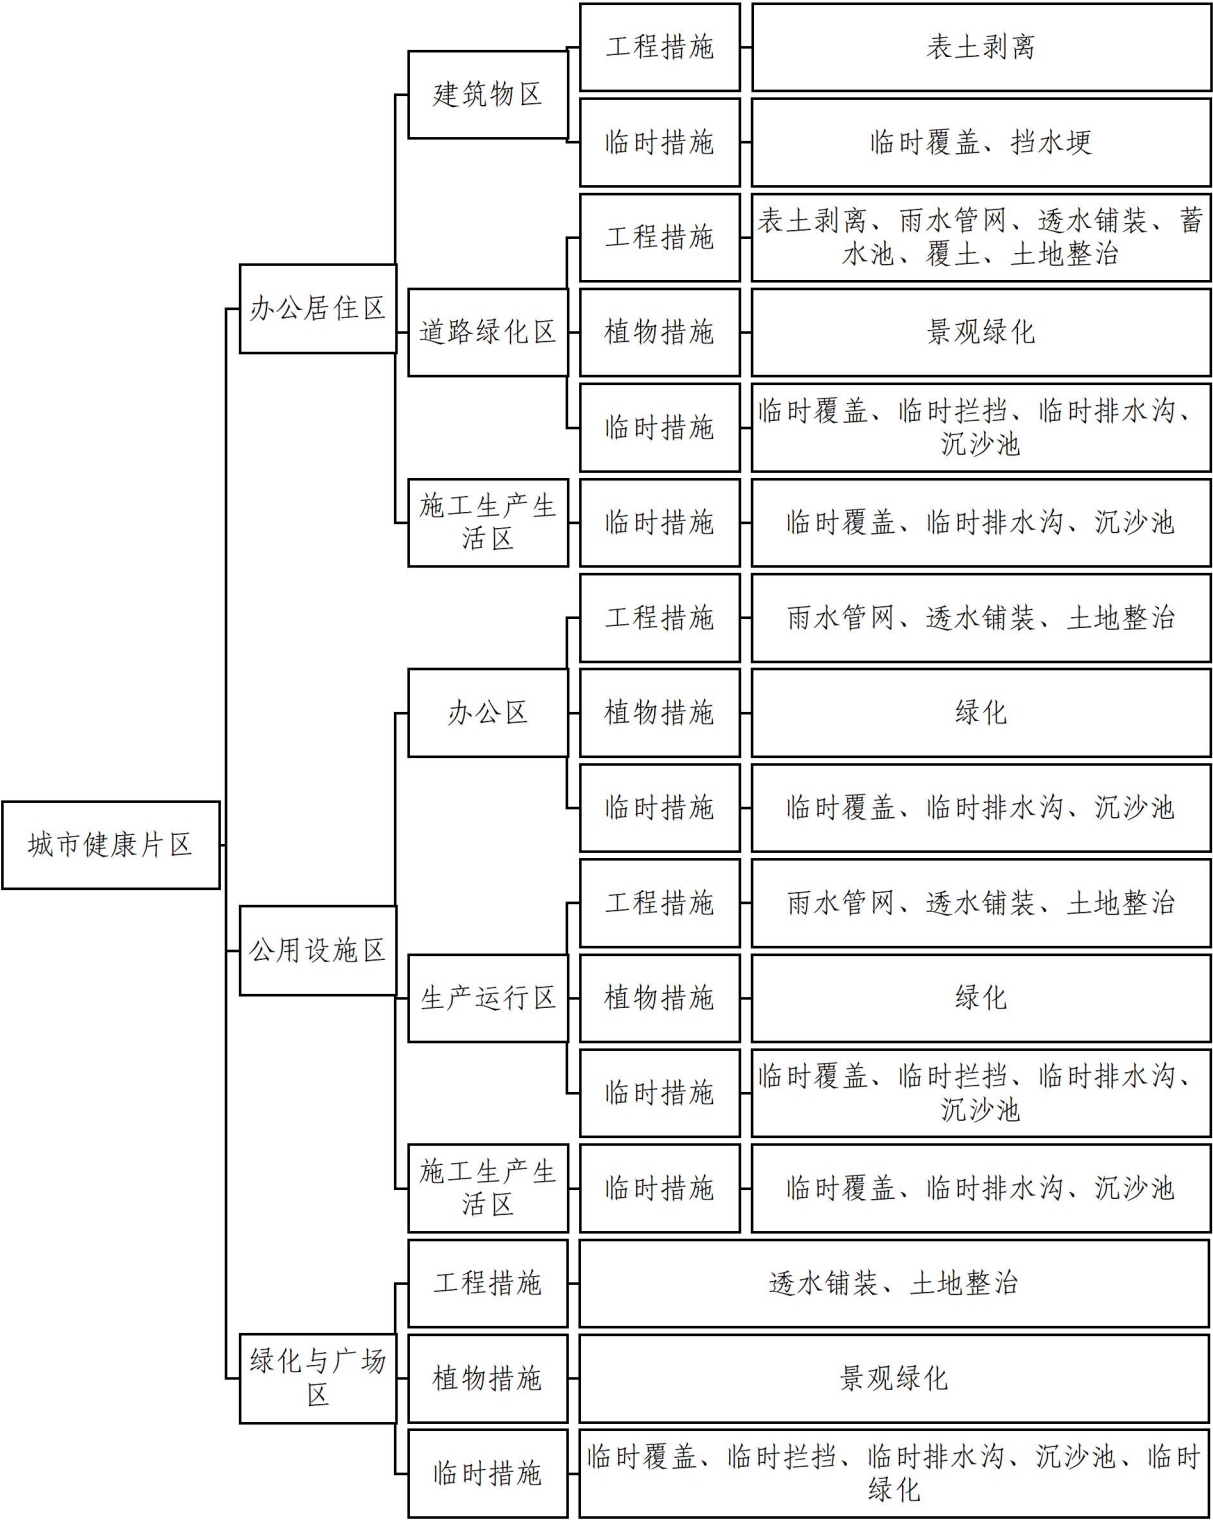 城市健康片区
办公居住区
建筑物区
工程措施
表土剥离
临时措施
临时覆盖、挡水埂
道路绿化区
工程措施
表土剥离、雨水管网、透水铺装、蓄
水池、覆土、土地整治
植物措施
景观绿化
临时措施
临时覆盖、临时拦挡、临时排水沟、
沉沙池
施工生产生
活区
临时措施
临时覆盖、临时排水沟、沉沙池
公用设施区
办公区
工程措施
雨水管网、透水铺装、土地整治
植物措施
绿化
临时措施
临时覆盖、临时排水沟、沉沙池
生产运行区
工程措施
雨水管网、透水铺装、土地整治
植物措施
绿化
临时措施
临时覆盖、临时拦挡、临时排水沟、
沉沙池
施工生产生
活区
临时措施
临时覆盖、临时排水沟、沉沙池
绿化与广场
区
工程措施
透水铺装、土地整治
植物措施
景观绿化
临时措施
临时覆盖、临时拦挡、临时排水沟、沉沙池、临时
绿化